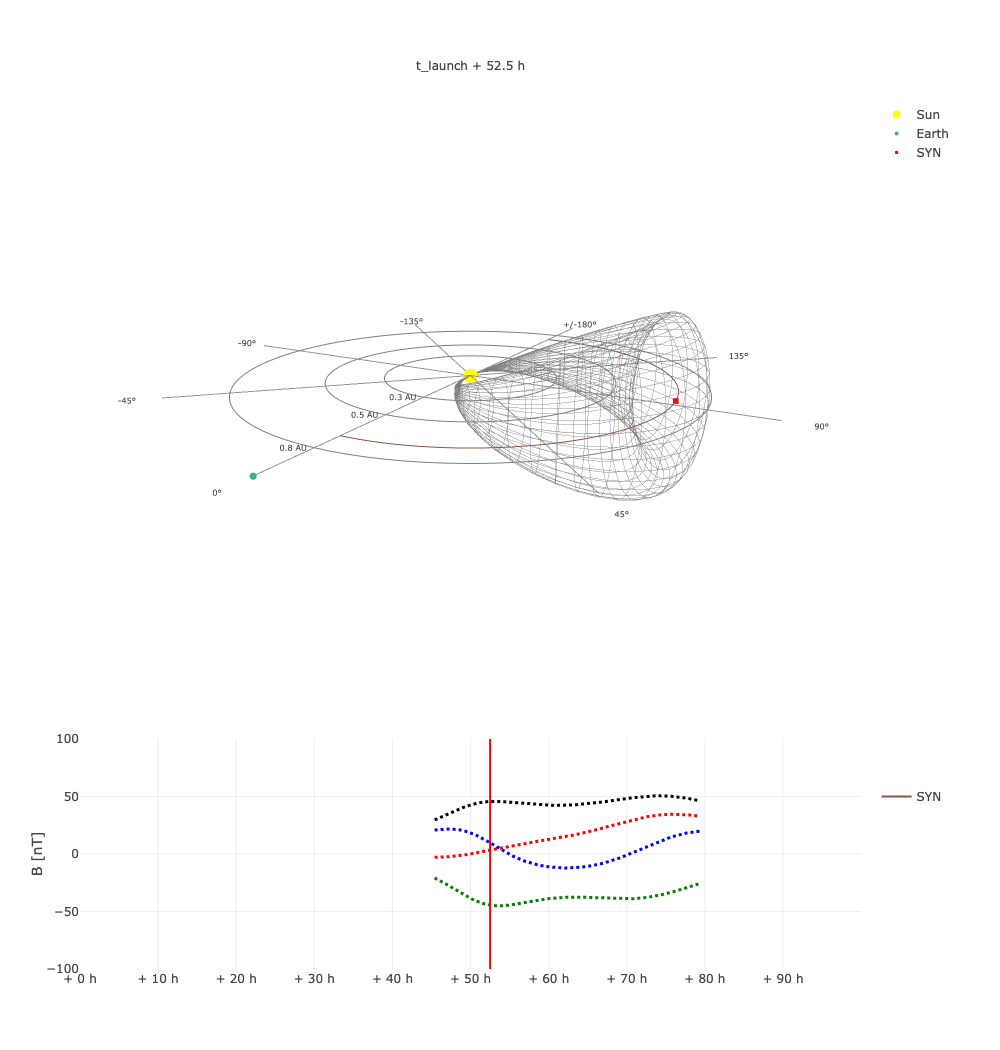 t_launch + 52.5 h
Sun
Earth
SYN
-135°
+/-180°
-90°
135°
-45°
0.3 AU
0.5 AU
90°
0.8 AU
0°
45°
100
50
0
−50
−100
B [nT]
SYN
+ 0 h
+ 10 h
+ 20 h
+ 30 h
+ 40 h
+ 50 h
+ 60 h
+ 70 h
+ 80 h
+ 90 h